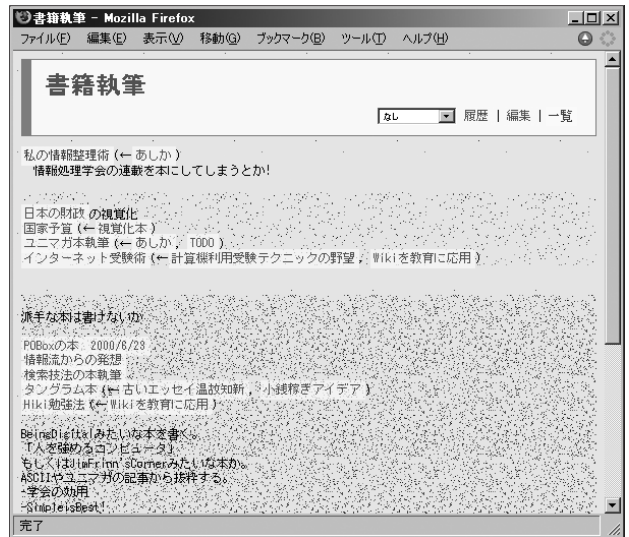 書籍執筆 - Mozilla Firefox
ファイル(F) 編集(E) 表示(V) 移動(G) ブックマーク(B) ツール(T) ヘルプ(H)
書籍執筆
なし 履歴 | 編集 | 一覧
私の情報整理術 (← あしか )
情報処理学会の連載を本にしてしまうとか!
日本の財政 の視覚化
国家予算 (← 視覚化本 )
ユニマガ本執筆 (← あしか , TODO )
インターネット受験術 (← 計算機利用受験テクニックの野望 , Wikiを教育に応用 )
派手な本は書けないか
POBoxの本 2000/6/23
情報流からの発想
検索技法の本執筆
タングラム本 (← 古いエッセイ温故知新 , 小銭稼ぎアイデア )
Hiki勉強法 (← Wikiを教育に応用 )
BeingDigitalみたいな本を書く。
「人を強めるコンピュータ」
もしくはJimFrinn'sCornerみたいな本か。
ASCIIやユニマガの記事から抜粋する。
-学会の効用
-SimpleisBest!
完了